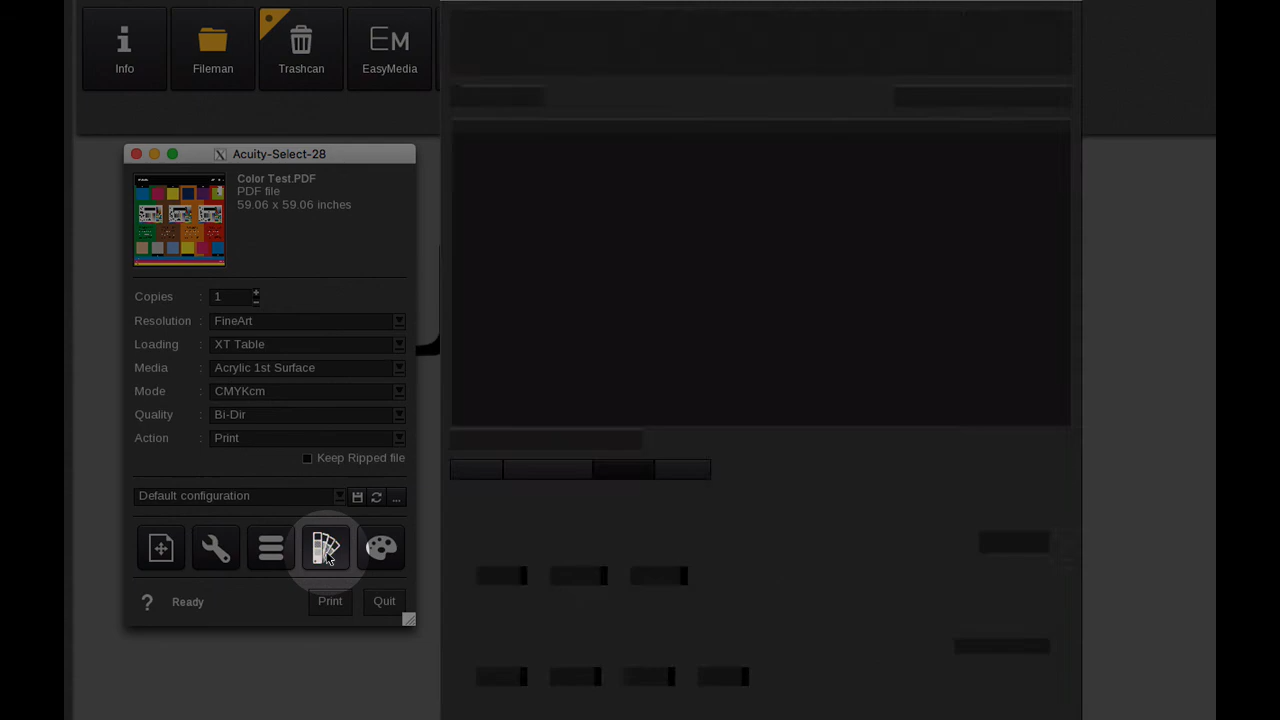 Info
Fileman
Trashcan
EM
EasyMedia
Acuity-Select-28
Color Test.PDF
PDF file
59.06 x 59.06 inches
Copies : 1
Resolution : FineArt
Loading : XT Table
Media : Acrylic 1st Surface
Mode : CMYKcm
Quality : Bi-Dir
Action : Print
Keep Ripped file
Default configuration
...
? Ready
Print
Quit